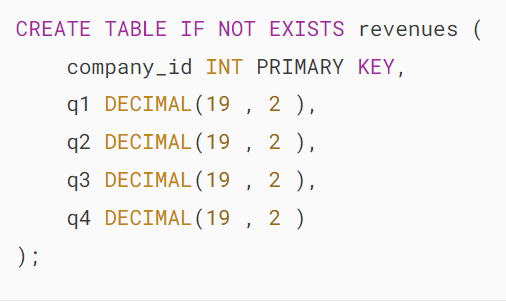 CREATE TABLE IF NOT EXISTS revenues (
    company_id INT PRIMARY KEY,
    q1 DECIMAL(19 , 2 ),
    q2 DECIMAL(19 , 2 ),
    q3 DECIMAL(19 , 2 ),
    q4 DECIMAL(19 , 2 )
);